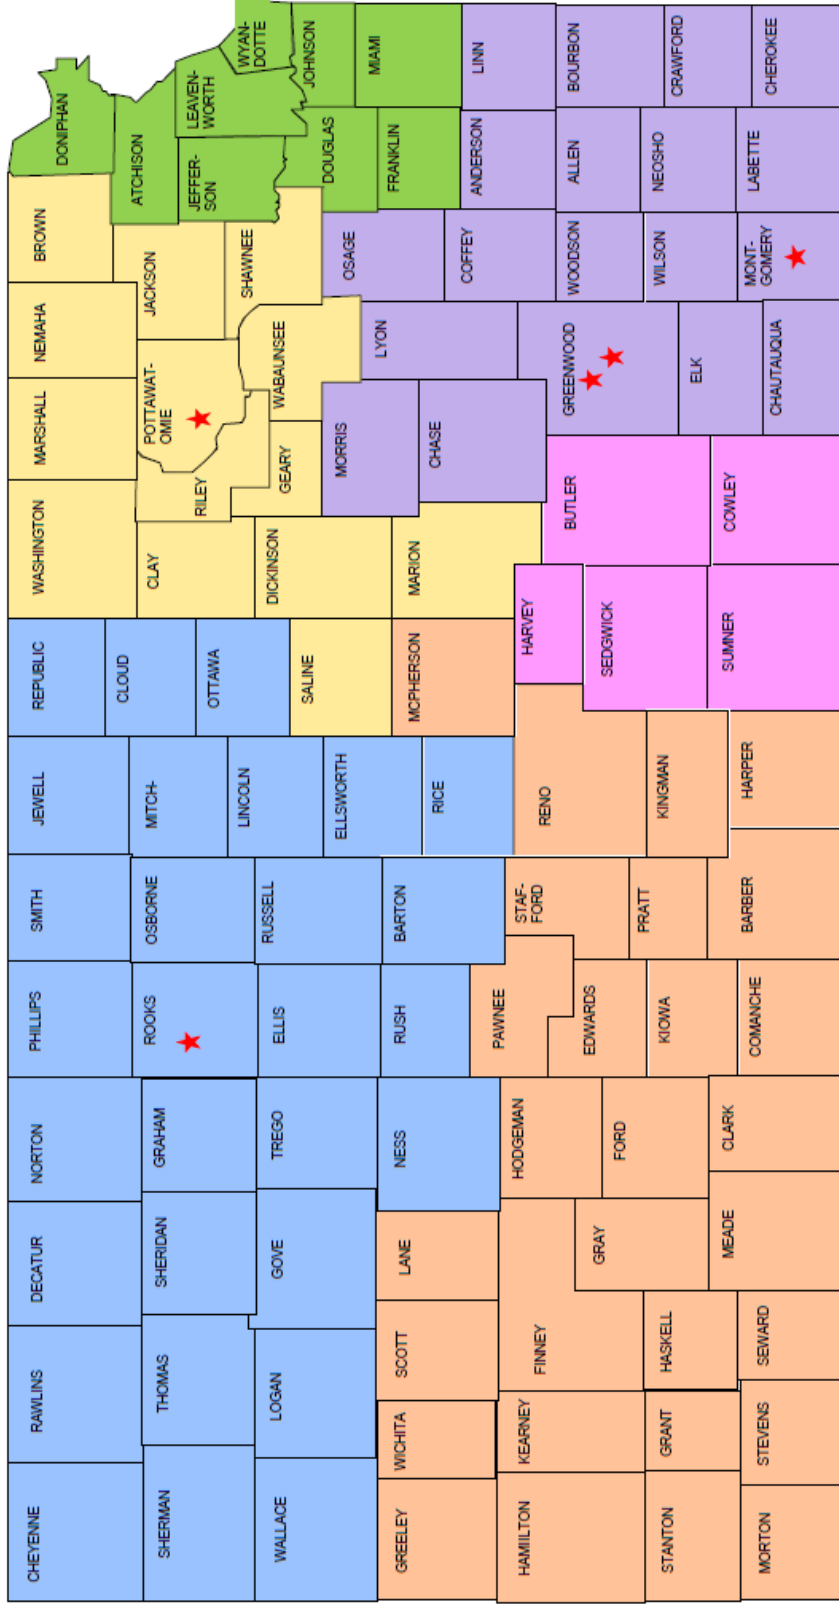 CHEYENNE
RAWLINS
DECATUR
NORTON
PHILLIPS
SMITH
JEWELL
REPUBLIC
WASHINGTON
MARSHALL
NEMAHA
BROWN
DONIPHAN
SHERMAN
THOMAS
SHERIDAN
GRAHAM
ROOKS
OSBORNE
MITCH-
CLOUD
CLAY
RILEY
POTTAWAT-
OMIE
JACKSON
ATCHISON
JEFFER-
SON
LEAVEN-
WORTH
WYAN-
DOTTE
WALLACE
LOGAN
GOVE
TREGO
ELLIS
RUSSELL
LINCOLN
OTTAWA
SALINE
DICKINSON
GEARY
WABAUNSEE
SHAWNEE
DOUGLAS
JOHNSON
ELLSWORTH
MORRIS
OSAGE
FRANKLIN
MIAMI
GREELEY
WICHITA
SCOTT
LANE
NESS
RUSH
BARTON
RICE
MCPHERSON
MARION
CHASE
LYON
COFFEY
ANDERSON
LINN
HAMIILTON
KEARNEY
FINNEY
HODGEMAN
PAWNEE
STAF-
FORD
RENO
HARVEY
BUTLER
GREENWOOD
WOODSON
ALLEN
BOURBON
GRAY
FORD
EDWARDS
SEDGWICK
STANTON
GRANT
HASKELL
KIOWA
PRATT
KINGMAN
ELK
WILSON
NEOSHO
CRAWFORD
MORTON
STEVENS
SEWARD
MEADE
CLARK
COMANCHE
BARBER
HARPER
SUMNER
COWLEY
CHAUTAUQUA
MONT-
GOMERY
LABETTE
CHEROKEE